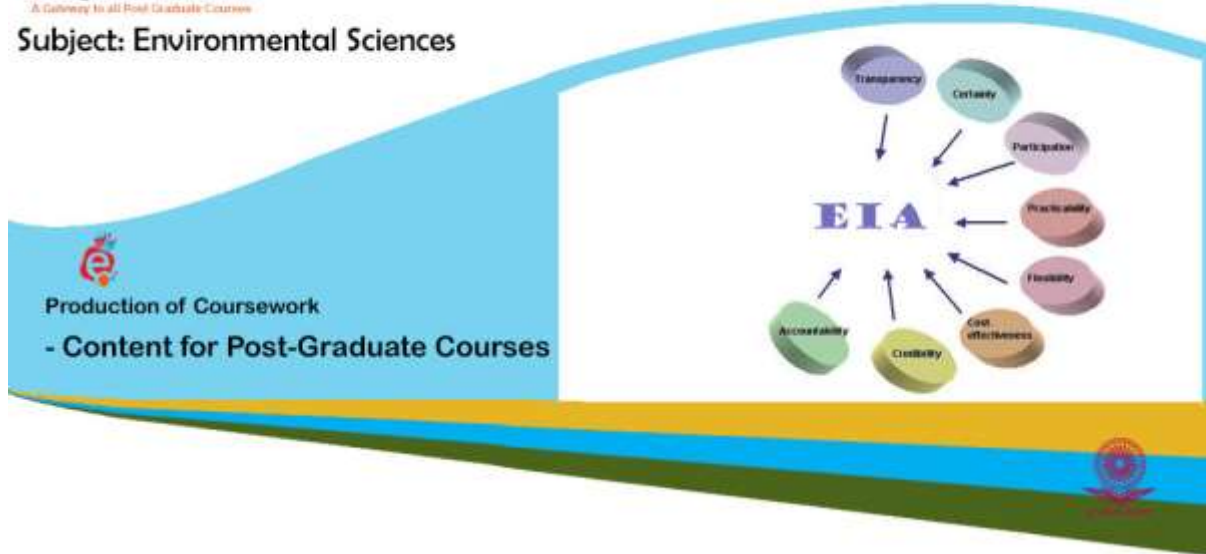 A Gateway to all Post Graduate Courses
Subject: Environmental Sciences
Transparency
Certainty
Participation
EIA
Practicability
Flexibility
Accountability
Credibility
Cost
effectiveness
e
Production of Coursework
- Content for Post-Graduate Courses